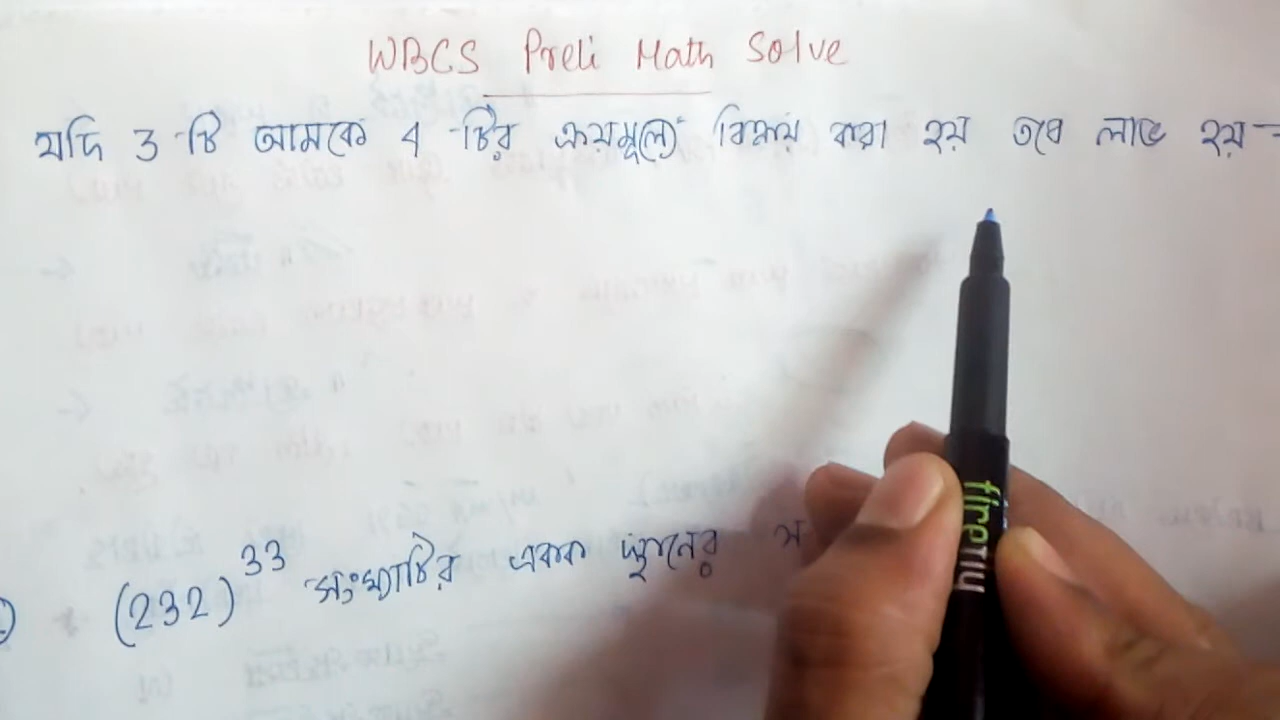 WBCS Preli Math Solve
যদি 3 টি আমকে 4 টির ক্রয়মূল্যে বিক্রয় করা হয় তবে লাভ হয় -
(232)^33 সংখ্যাটির একক স্থানের